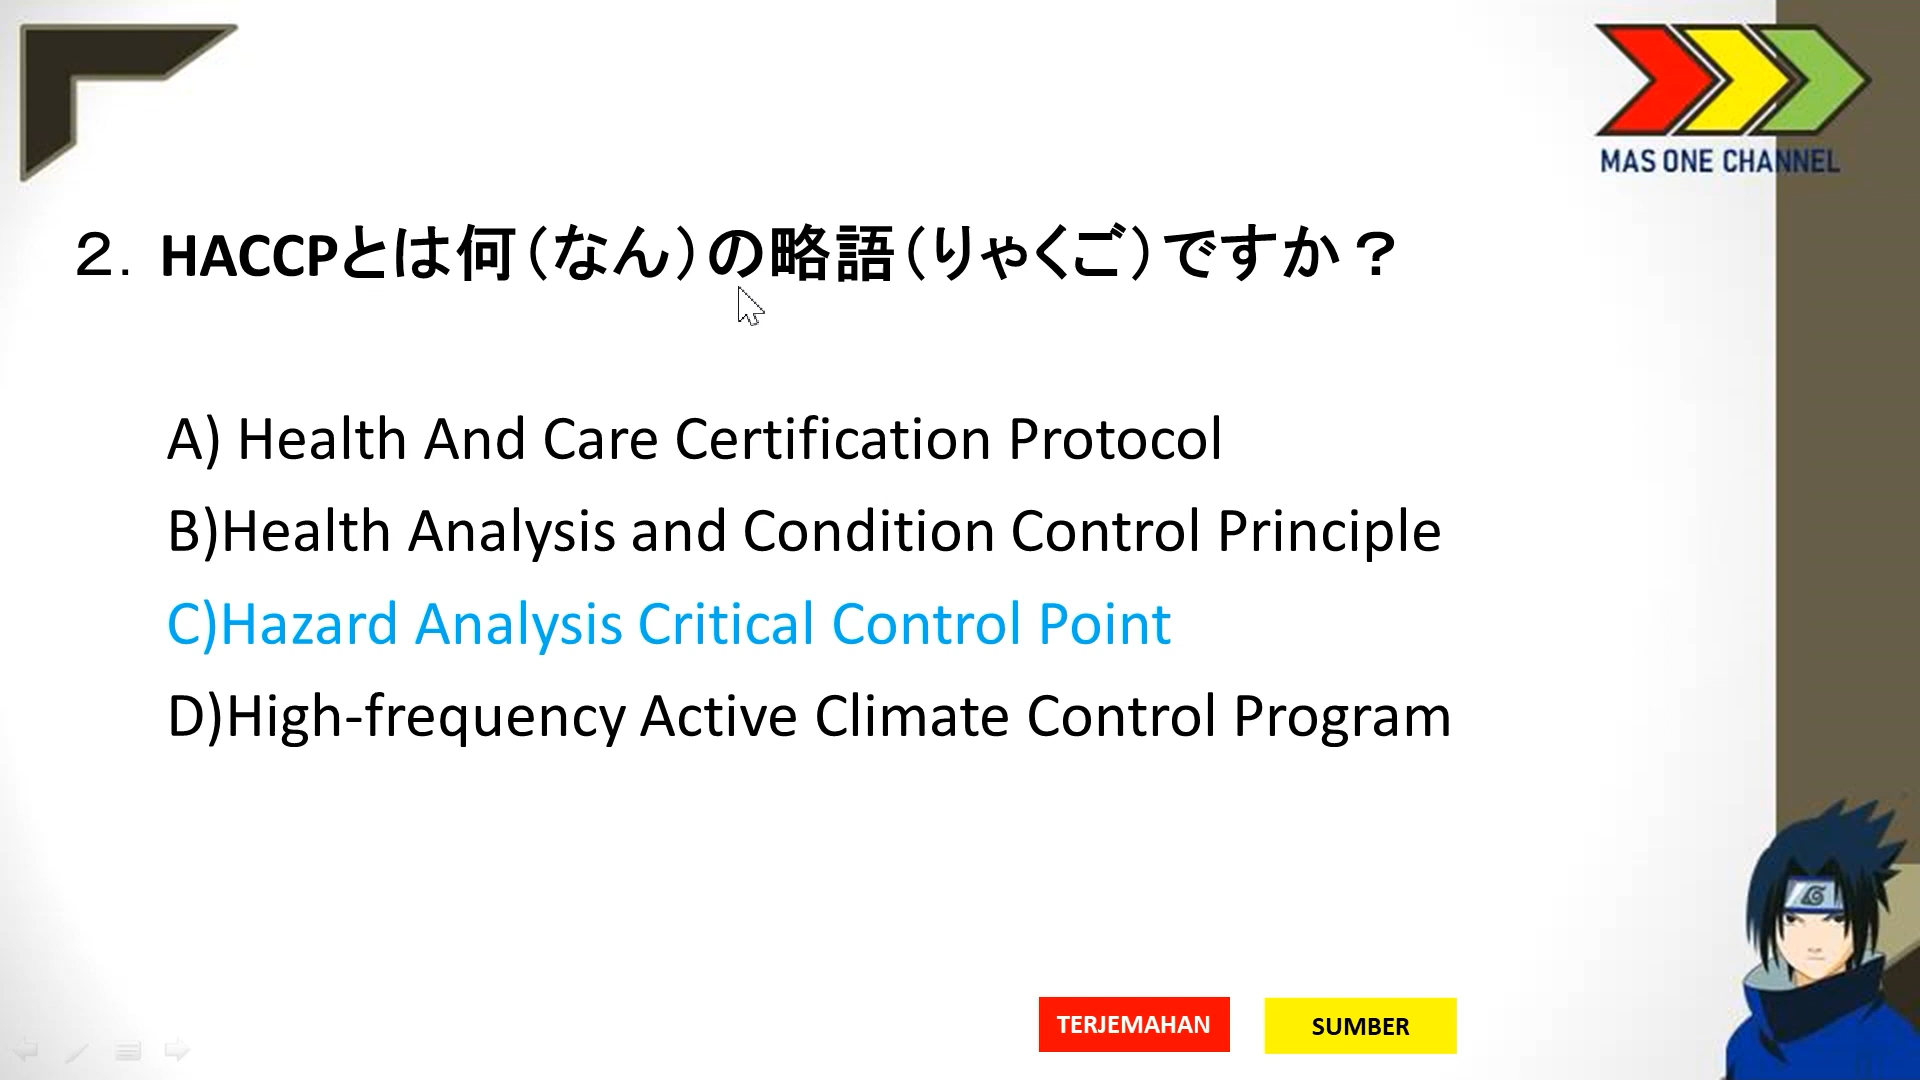 MAS ONE CHANNEL
２．HACCPとは何（なん）の略語（りゃくご）ですか？
A) Health And Care Certification Protocol
B)Health Analysis and Condition Control Principle
C)Hazard Analysis Critical Control Point
D)High-frequency Active Climate Control Program
TERJEMAHAN
SUMBER